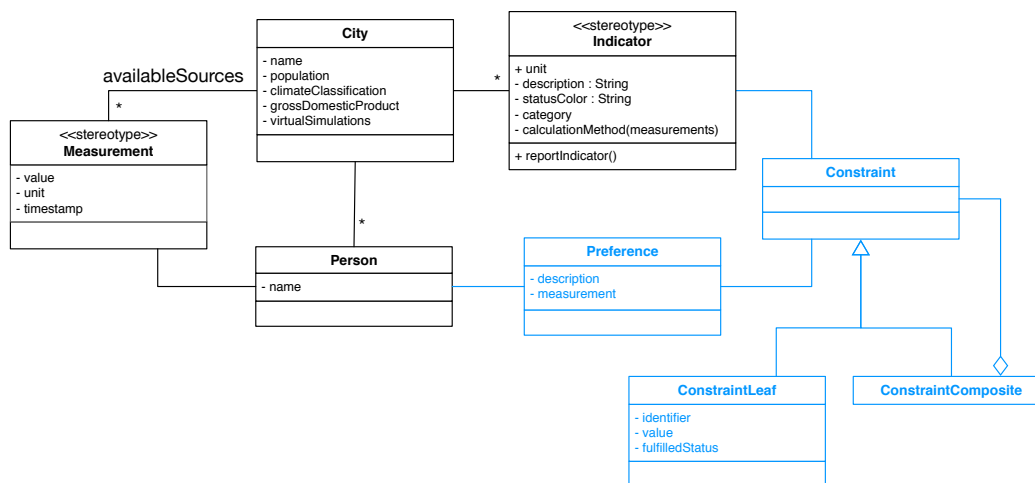 City
- name
- population
- climateClassification
- grossDomesticProduct
- virtualSimulations
<<stereotype>>
Indicator
+ unit
- description : String
- statusColor : String
- category
- calculationMethod(measurements)
+ reportIndicator()
availableSources
*
*
*
<<stereotype>>
Measurement
- value
- unit
- timestamp
Constraint
Person
- name
Preference
- description
- measurement
ConstraintLeaf
- identifier
- value
- fulfilledStatus
ConstraintComposite